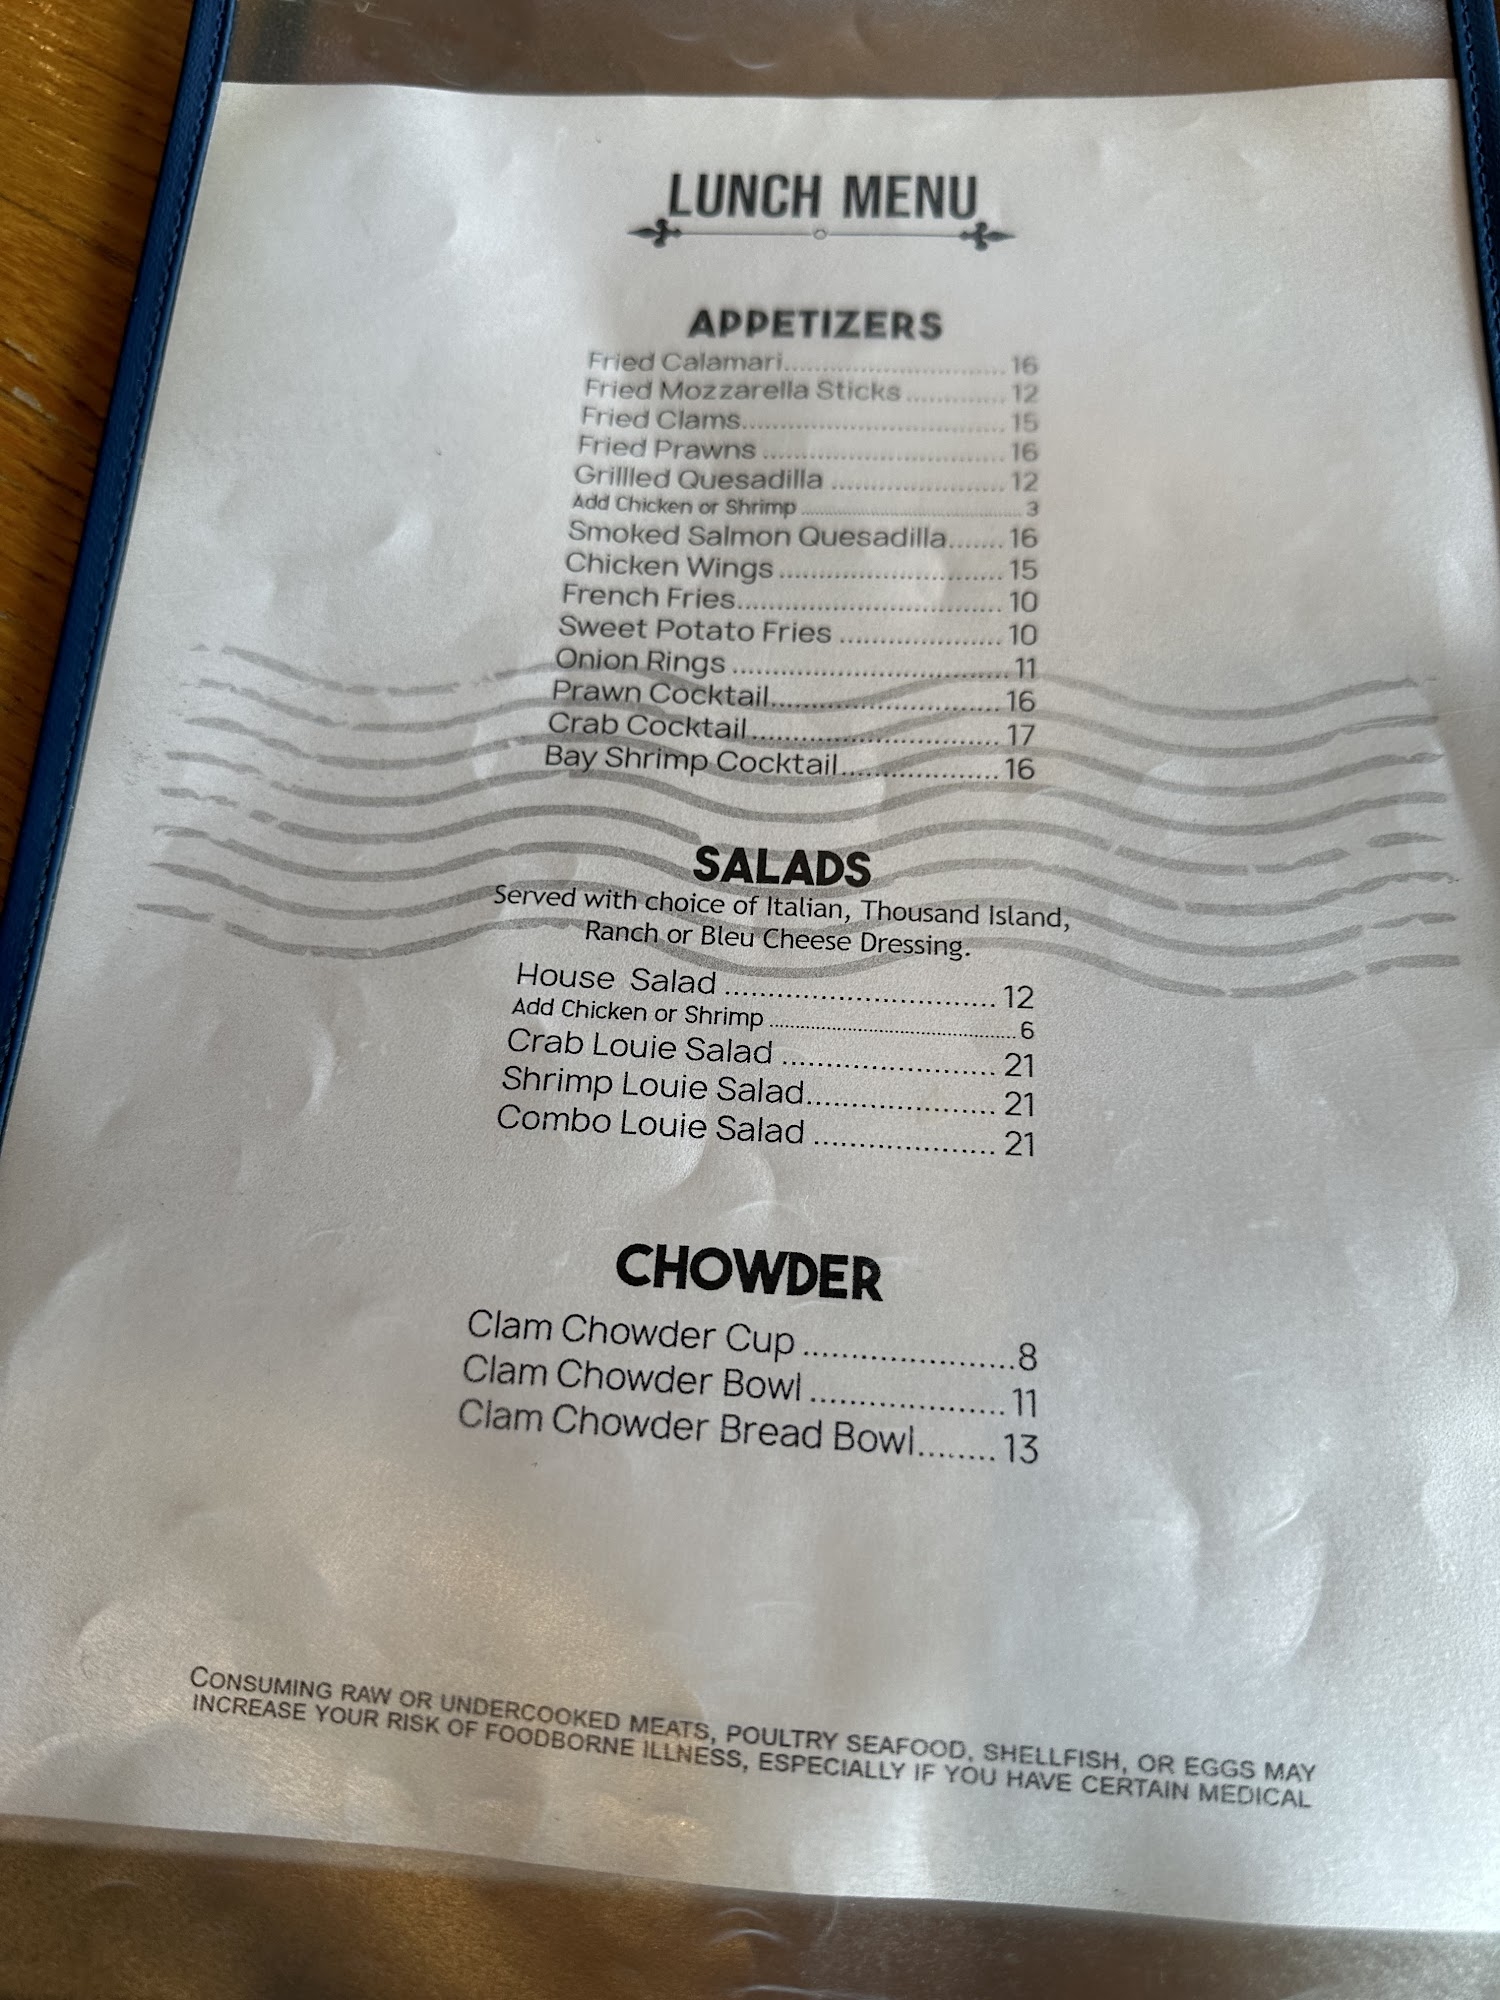 LUNCH MENU
APPETIZERS
Fried Calamari........................... 16
Fried Mozzarella Sticks............. 12
Fried Clams................................ 15
Fried Prawns.............................. 16
Grillled Quesadilla ..................... 12
Add Chicken or Shrimp ............................................. 3
Smoked Salmon Quesadilla....... 16
Chicken Wings............................ 15
French Fries................................. 10
Sweet Potato Fries .................... 10
Onion Rings ................................... 11
Prawn Cocktail............................ 16
Crab Cocktail.............................. 17
Bay Shrimp Cocktail................... 16
SALADS
Served with choice of Italian, Thousand Island,
Ranch or Bleu Cheese Dressing.
House Salad ................................ 12
Add Chicken or Shrimp ............................................. 6
Crab Louie Salad ......................... 21
Shrimp Louie Salad...................... 21
Combo Louie Salad ..................... 21
CHOWDER
Clam Chowder Cup ......................8
Clam Chowder Bowl .................... 11
Clam Chowder Bread Bowl........ 13
CONSUMING RAW OR UNDERCOOKED MEATS, POULTRY SEAFOOD, SHELLFISH, OR EGGS MAY
INCREASE YOUR RISK OF FOODBORNE ILLNESS, ESPECIALLY IF YOU HAVE CERTAIN MEDICAL